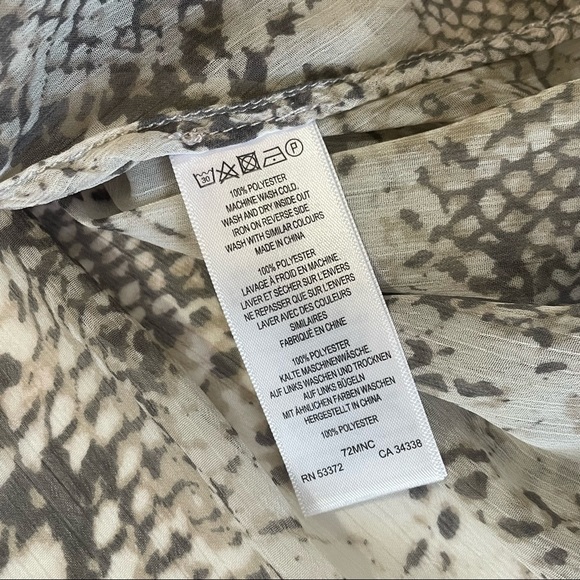 30 P
100% POLYESTER
MACHINE WASH COLD.
WASH AND DRY INSIDE OUT
IRON ON REVERSE SIDE
WASH WITH SIMILAR COLOURS
MADE IN CHINA
100% POLYESTER
LAVAGE À FROID EN MACHINE.
LAVER ET SÉCHER SUR L'ENVERS
NE REPASSER QUE SUR L'ENVERS
LAVER AVEC DES COULEURS
SIMILAIRES
FABRIQUÉ EN CHINE
100% POLYESTER
KALTE MASCHINENWÄSCHE
AUF LINKS WASCHEN UND TROCKNEN
AUF LINKS BÜGELN
MIT ÄHNLICHEN FARBEN WASCHEN
HERGESTELLT IN CHINA
100% POLYESTER
72MNC
RN 53372 CA 34338